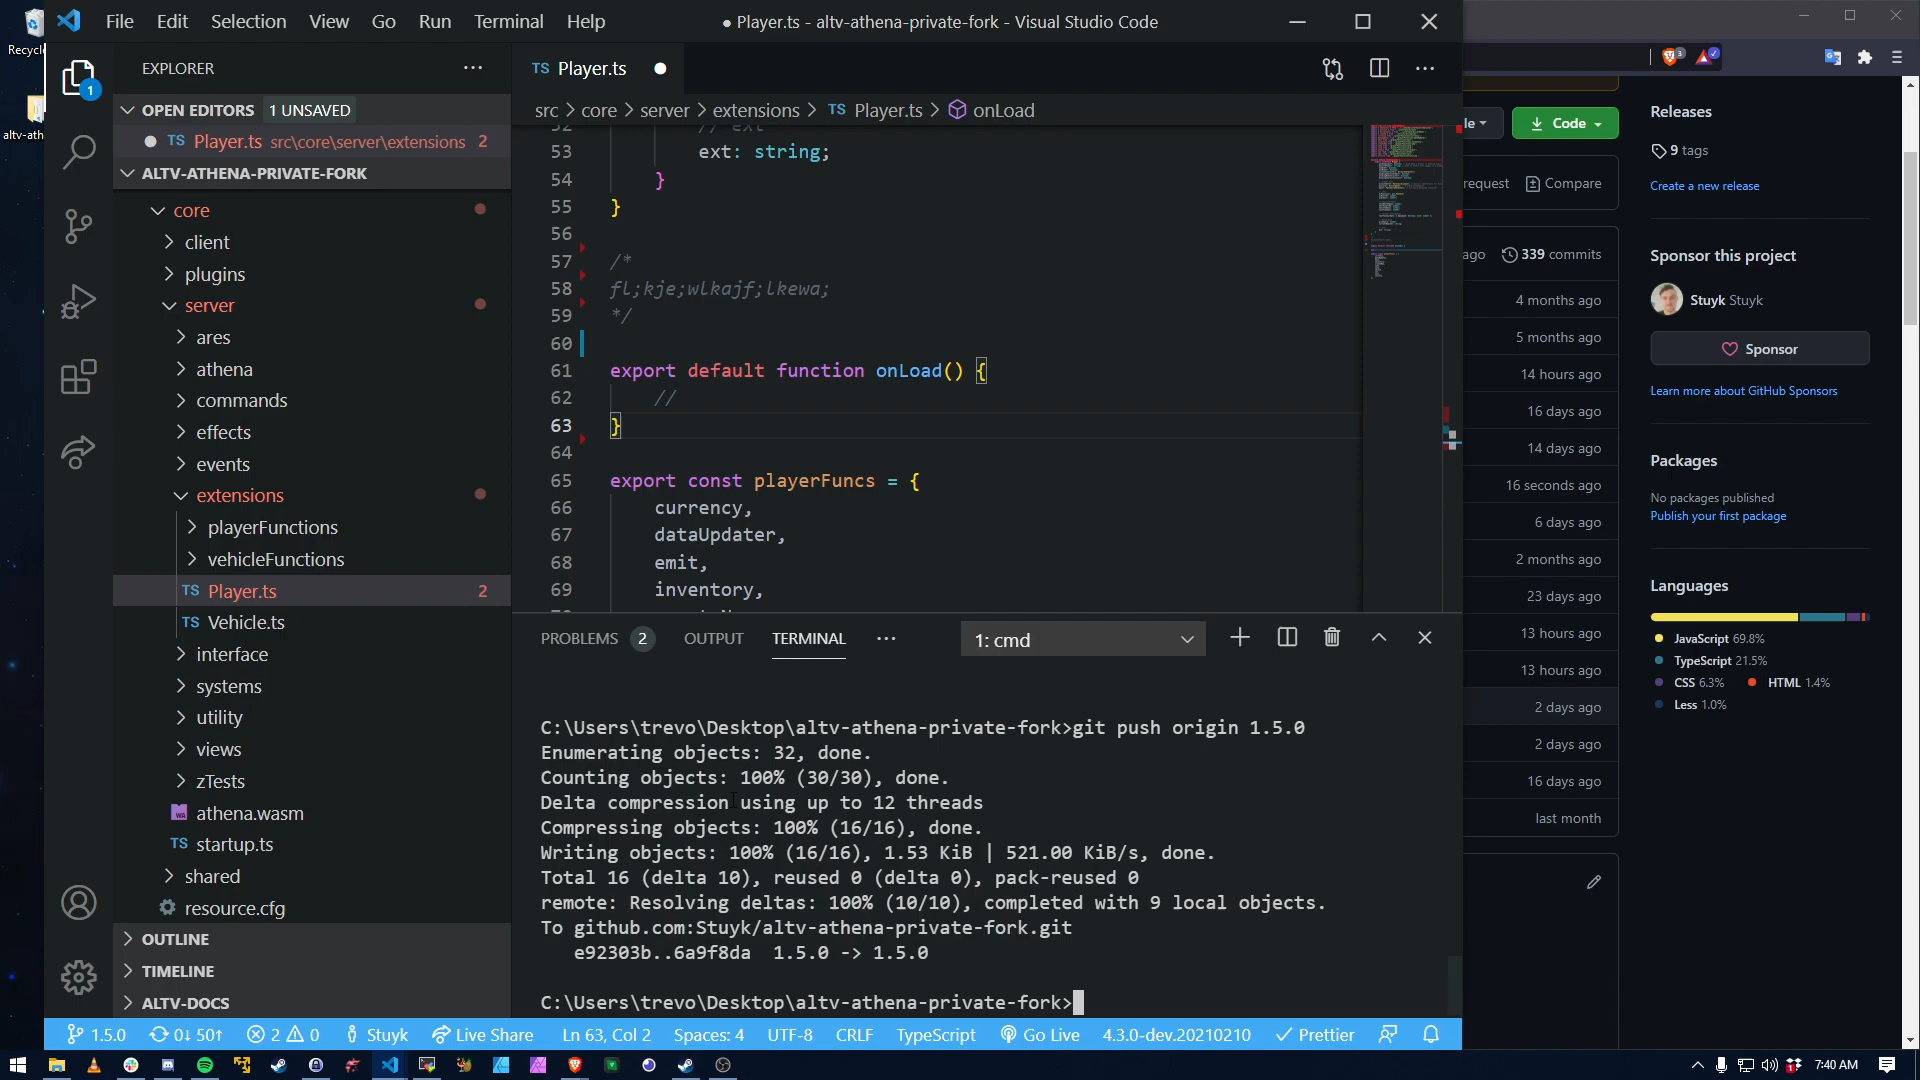 Recycl
altv-ath
File Edit Selection View Go Run Terminal Help
● Player.ts - altv-athena-private-fork - Visual Studio Code
EXPLORER
OPEN EDITORS 1 UNSAVED
TS Player.ts src\core\server\extensions 2
ALTV-ATHENA-PRIVATE-FORK
core
client
plugins
server
ares
athena
commands
effects
events
extensions
playerFunctions
vehicleFunctions
TS Player.ts 2
TS Vehicle.ts
interface
systems
utility
views
zTests
athena.wasm
TS startup.ts
shared
resource.cfg
OUTLINE
TIMELINE
ALTV-DOCS
1
TS Player.ts
src > core > server > extensions > TS Player.ts > onLoad
52 // ext
53 ext: string;
54 }
55 }
56
57 /*
58 fl;kje;wlkajf;lkewa;
59 */
60
61 export default function onLoad() {
62 //
63 }
64
65 export const playerFuncs = {
66 currency,
67 dataUpdater,
68 emit,
69 inventory,
PROBLEMS 2 OUTPUT TERMINAL 1: cmd
C:\Users\trevo\Desktop\altv-athena-private-fork>git push origin 1.5.0
Enumerating objects: 32, done.
Counting objects: 100% (30/30), done.
Delta compression using up to 12 threads
Compressing objects: 100% (16/16), done.
Writing objects: 100% (16/16), 1.53 KiB | 521.00 KiB/s, done.
Total 16 (delta 10), reused 0 (delta 0), pack-reused 0
remote: Resolving deltas: 100% (10/10), completed with 9 local objects.
To github.com:Stuyk/altv-athena-private-fork.git
e92303b..6a9f8da 1.5.0 -> 1.5.0
C:\Users\trevo\Desktop\altv-athena-private-fork>
1.5.0 0↓ 50↑ 2 0 Stuyk Live Share Ln 63, Col 2 Spaces: 4 UTF-8 CRLF TypeScript Go Live 4.3.0-dev.20210210 Prettier
le Code
request Compare
ago 339 commits
4 months ago
5 months ago
14 hours ago
16 days ago
14 days ago
16 seconds ago
6 days ago
2 months ago
23 days ago
13 hours ago
13 hours ago
2 days ago
2 days ago
16 days ago
last month
Releases
9 tags
Create a new release
Sponsor this project
Stuyk Stuyk
Sponsor
Learn more about GitHub Sponsors
Packages
No packages published
Publish your first package
Languages
JavaScript 69.8%
TypeScript 21.5%
CSS 6.3% HTML 1.4%
Less 1.0%
7:40 AM